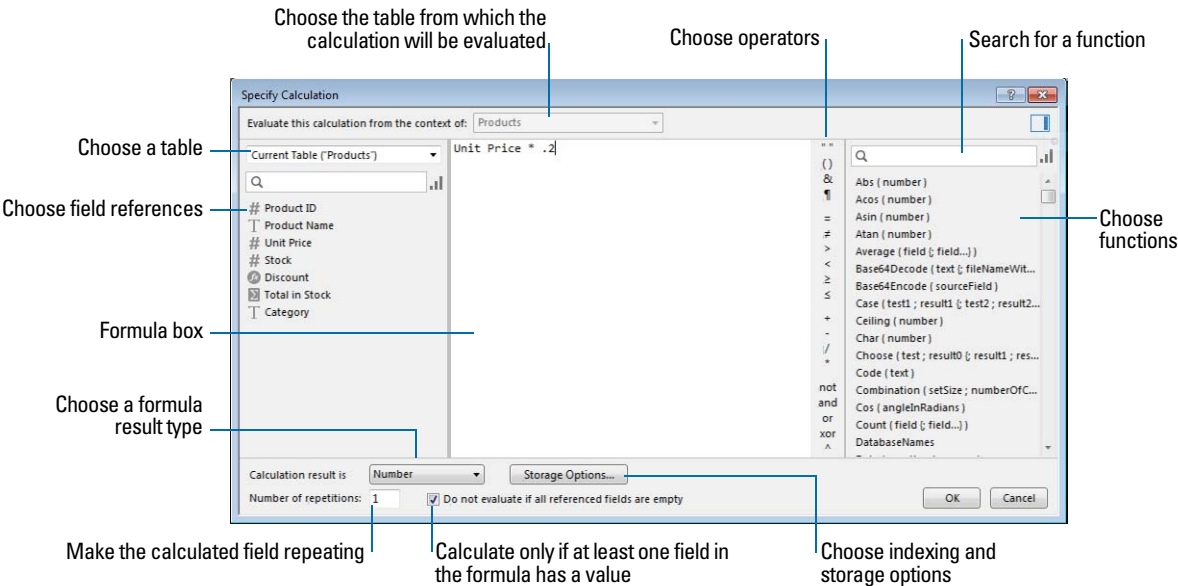 Choose the table from which the
calculation will be evaluated
Choose operators
Search for a function
Specify Calculation
Evaluate this calculation from the context of: Products
Choose a table
Current Table ("Products")
Unit Price * .2
Choose field references
# Product ID
T Product Name
# Unit Price
# Stock
Discount
Total in Stock
T Category
Formula box
" "
()
&
¶
=
≠
>
<
≥
≤
+
-
/
*
not
and
or
xor
^
Abs ( number )
Acos ( number )
Asin ( number )
Atan ( number )
Average ( field {; field...} )
Base64Decode ( text {; fileNameWit...
Base64Encode ( sourceField )
Case ( test1 ; result1 {; test2 ; result2...
Ceiling ( number )
Char ( number )
Choose ( test ; result0 {; result1 ; res...
Code ( text )
Combination ( setSize ; numberOfC...
Cos ( angleInRadians )
Count ( field {; field...} )
DatabaseNames
Choose
functions
Choose a formula
result type
Calculation result is Number Storage Options...
Number of repetitions: 1 Do not evaluate if all referenced fields are empty
OK Cancel
Make the calculated field repeating
Calculate only if at least one field in
the formula has a value
Choose indexing and
storage options